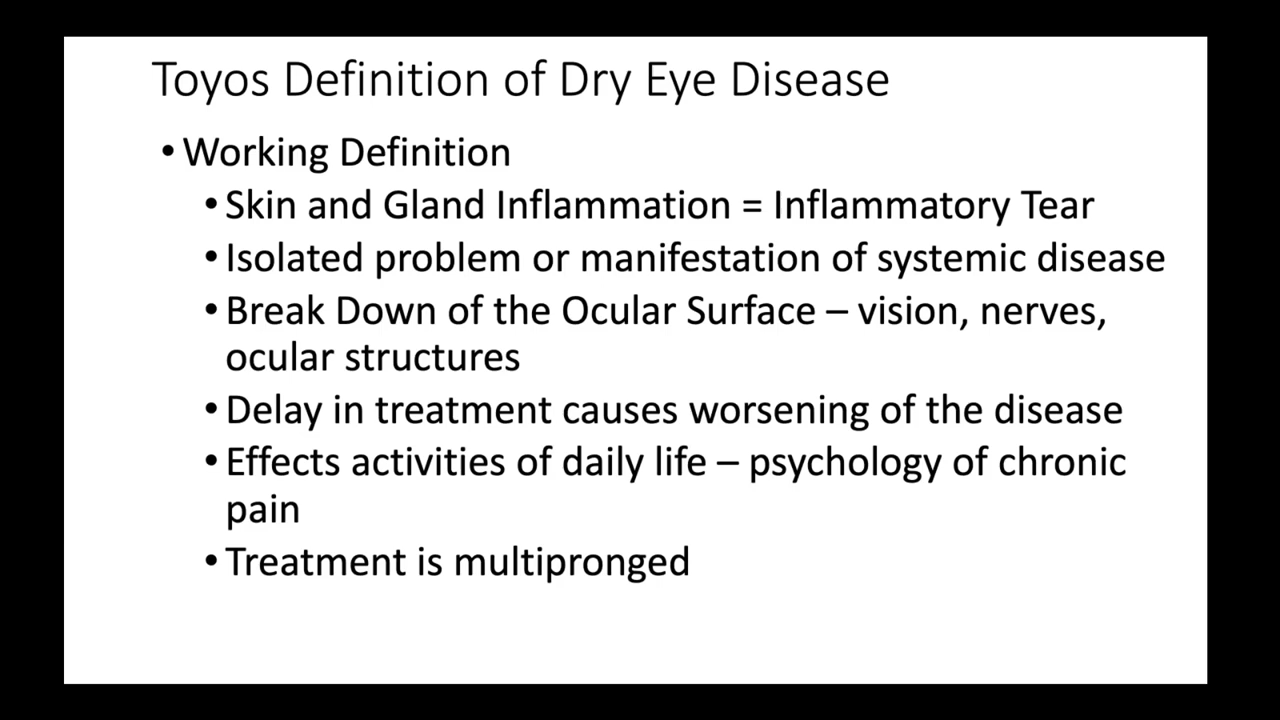 Toyos Definition of Dry Eye Disease
• Working Definition
• Skin and Gland Inflammation = Inflammatory Tear
• Isolated problem or manifestation of systemic disease
• Break Down of the Ocular Surface – vision, nerves,
ocular structures
• Delay in treatment causes worsening of the disease
• Effects activities of daily life – psychology of chronic
pain
• Treatment is multipronged